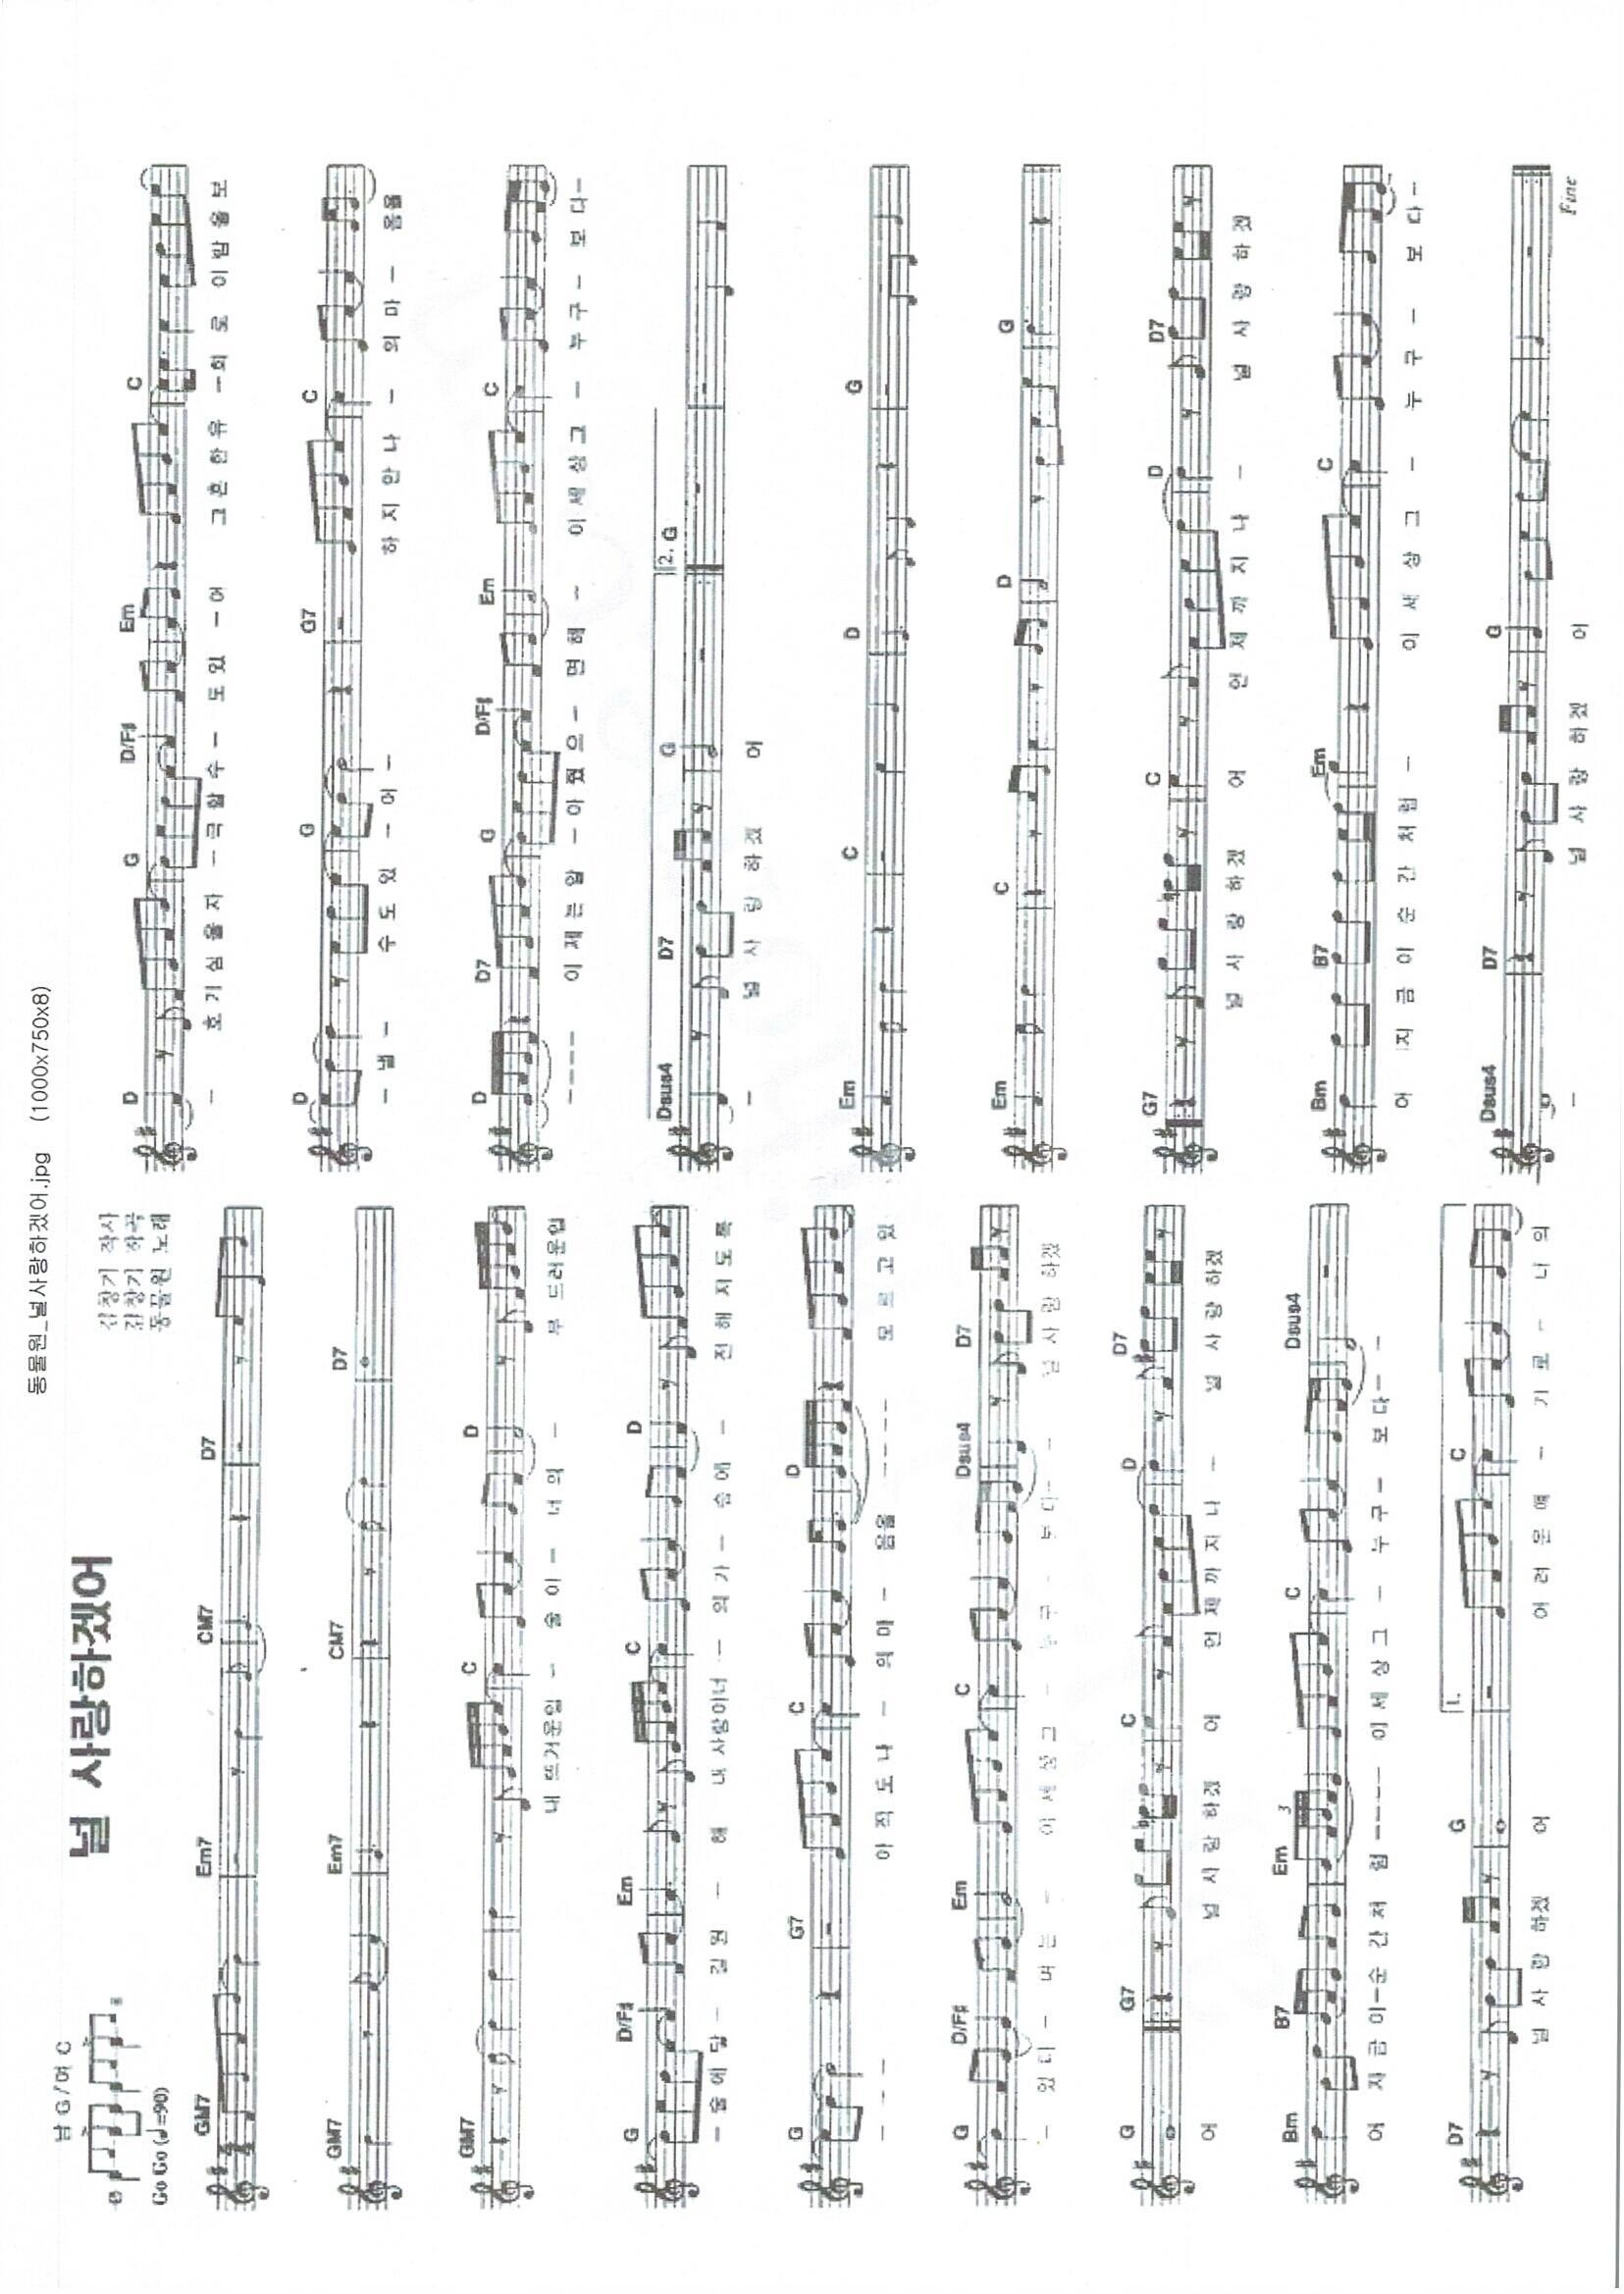 동물원_널사랑하겠어.jpg (1000x750x8)
남 G/여 C
널 사랑하겠어
김창기 작사
김창기 작곡
동물원 노래
Go Go (♩=90)
GM7 Em7 CM7 D7
GM7 Em7 CM7 D7
GM7 C D
내 뜨거운입 - 술이 - 너의 - 부 드러운입
G D/F♯ Em C D
- 술에 닿 - 길원 - 해 내 사랑이너 - 의가 - 슴에 - 전해지도록
G G7 C D
- - - 아직도나 - 의마 - 음을 - - - - 모르고있
G D/F♯ Em C Dsus4 D7
- 었다 - 며는 - 이세상그 - 누구 - 보다- - 널사랑하겠
G G7 C D D7
어 널사랑하겠 어 언제까지나 - 널사랑하겠
Bm B7 Em 3 C Dsus4
어 지금이-순간처 럼 - - - - 이세상그 - 누구 - 보다- -
D7 G 1. C
널사랑하겠 어 어려운얘 - 기로 - 너의
D G D/F♯ Em C
- 호기심을자 - 극할수 - 도있 - 어 그흔한유 - 희로 이밤을보
D G G7 C
- 낼 - 수도있 - 어 - 하지만나 - 의마 - 음을
D D7 G D/F♯ Em C
- - - - 이제는알 - 아줬으 - 면해 - 이세상그 - 누구 - 보다-
Dsus4 D7 G 2. G
- 널사랑하겠 어
Em C D G
Em C D G
G7 C D D7
널사랑하겠 어 언제까지나 - 널사랑하겠
Bm B7 Em C
어 지금이순간처럼 - 이세상그 - 누구 - 보다-
Dsus4 D7 G
- 널사랑하겠 어
Fine